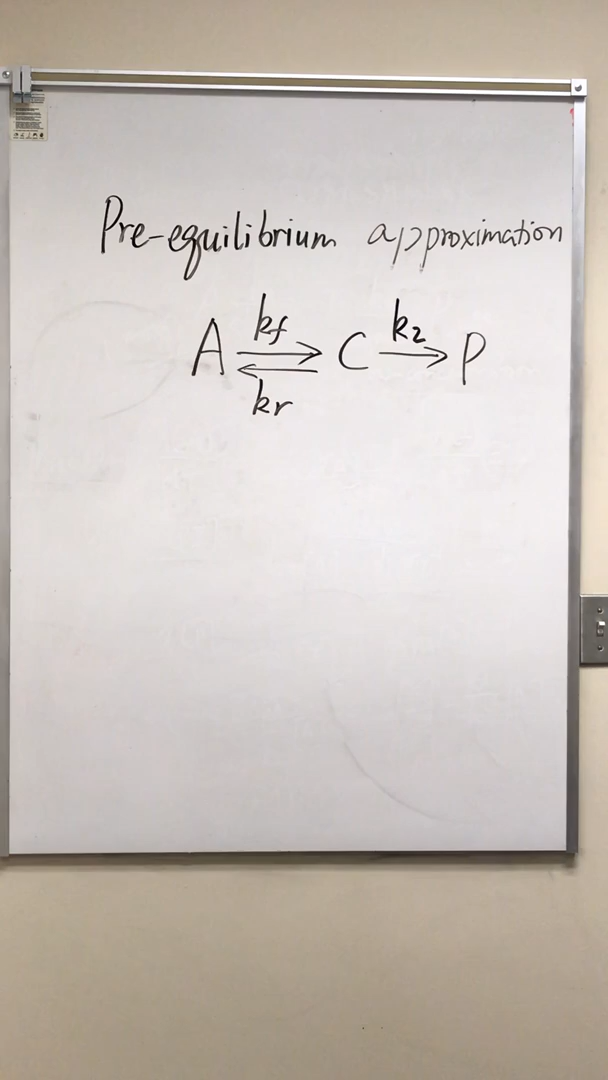 Pre-equilibrium approximation
kf k2
A ⇌ C → P
kr